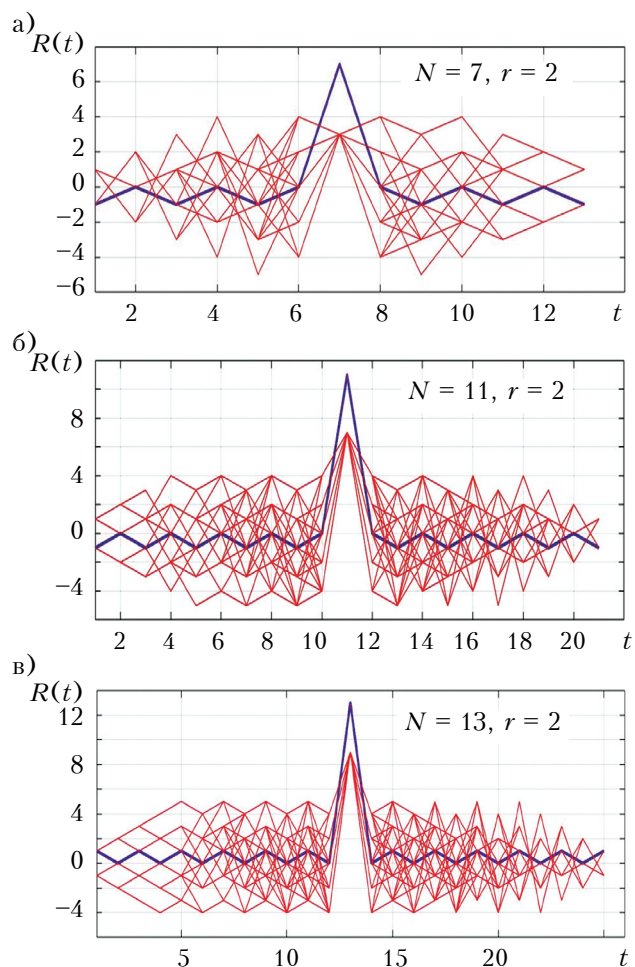 а)
R(t)
N = 7, r = 2
6
4
2
0
−2
−4
−6
2 4 6 8 10 12 t
б)
R(t)
N = 11, r = 2
8
4
0
−4
2 4 6 8 10 12 14 16 18 20 t
в)
R(t)
N = 13, r = 2
12
8
4
0
−4
5 10 15 20 t